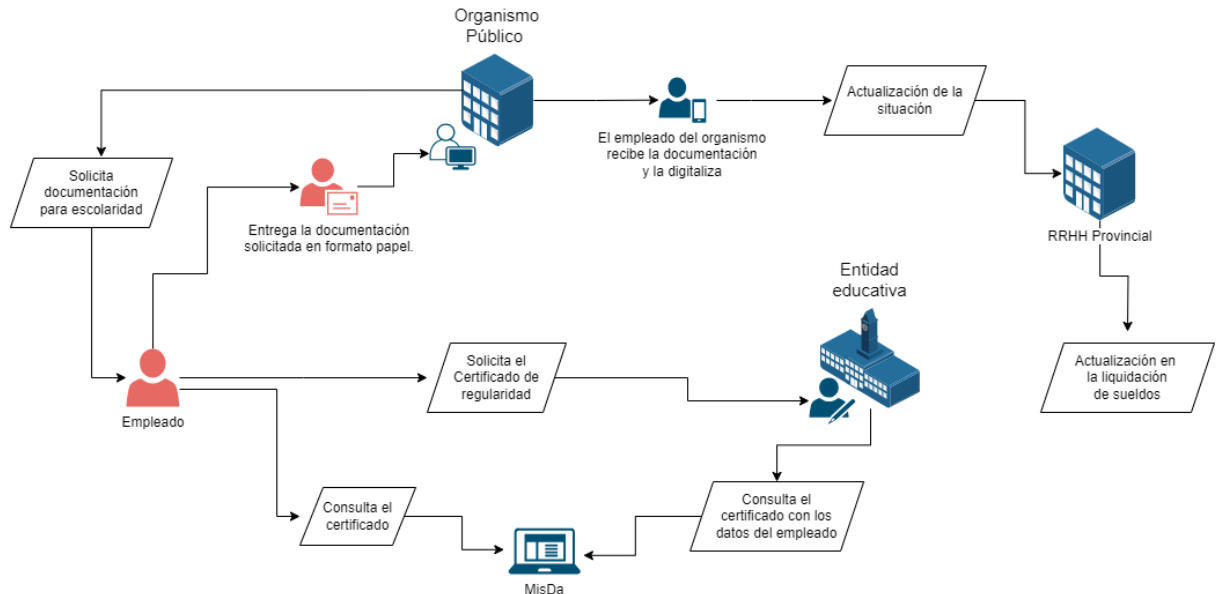 Organismo
Público
Actualización de la
situación
El empleado del organismo
recibe la documentación
y la digitaliza
Solicita
documentación
para escolaridad
Entrega la documentación
solicitada en formato papel.
RRHH Provincial
Entidad
educativa
Solicita el
Certificado de
regularidad
Actualización en
la liquidación
de sueldos
Empleado
Consulta el
certificado
Consulta el
certificado con los
datos del empleado
MisDa